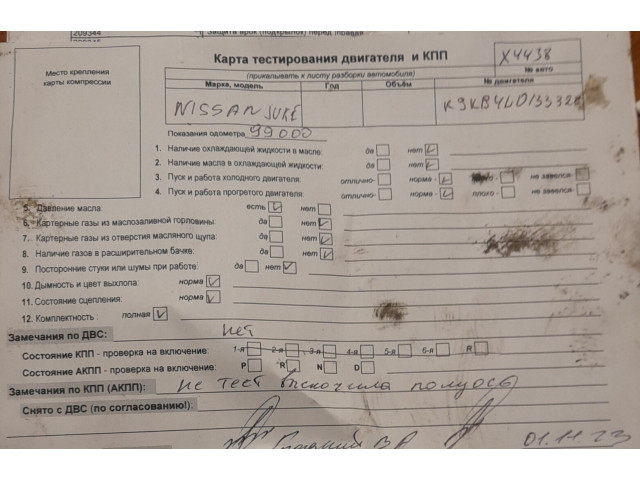 209344 Защита арок (подкрылок) перед правая
Карта тестирования двигателя и КПП X4438
(прикалывать к листу разборки автомобиля) № авто
Место крепления карты компрессии
Марка, модель Год Объём № двигателя
NISSAN JUKE K9KB4LD133328
Показания одометра 99000
1. Наличие охлаждающей жидкости в масле: да нет
2. Наличие масла в охлаждающей жидкости: да нет
3. Пуск и работа холодного двигателя: отлично- норма - не завелся-
4. Пуск и работа прогретого двигателя: отлично- норма - плохо - не завелся-
Давление масла: есть нет
6. Картерные газы из маслозаливной горловины: да нет
7. Картерные газы из отверстия масляного щупа: да нет
8. Наличие газов в расширительном бачке: да нет
9. Посторонние стуки или шумы при работе: да нет
10. Дымность и цвет выхлопа: норма
11. Состояние сцепления: норма
12. Комплектность : полная
Замечания по ДВС: нет
Состояние КПП - проверка на включение: 1-я 2-я 3-я 4-я 5-я 6-я R
Состояние АКПП - проверка на включение: P R N D
Замечания по КПП (АКПП): не тест выскочила полуось
Снято с ДВС (по согласованию!):
01.11.23